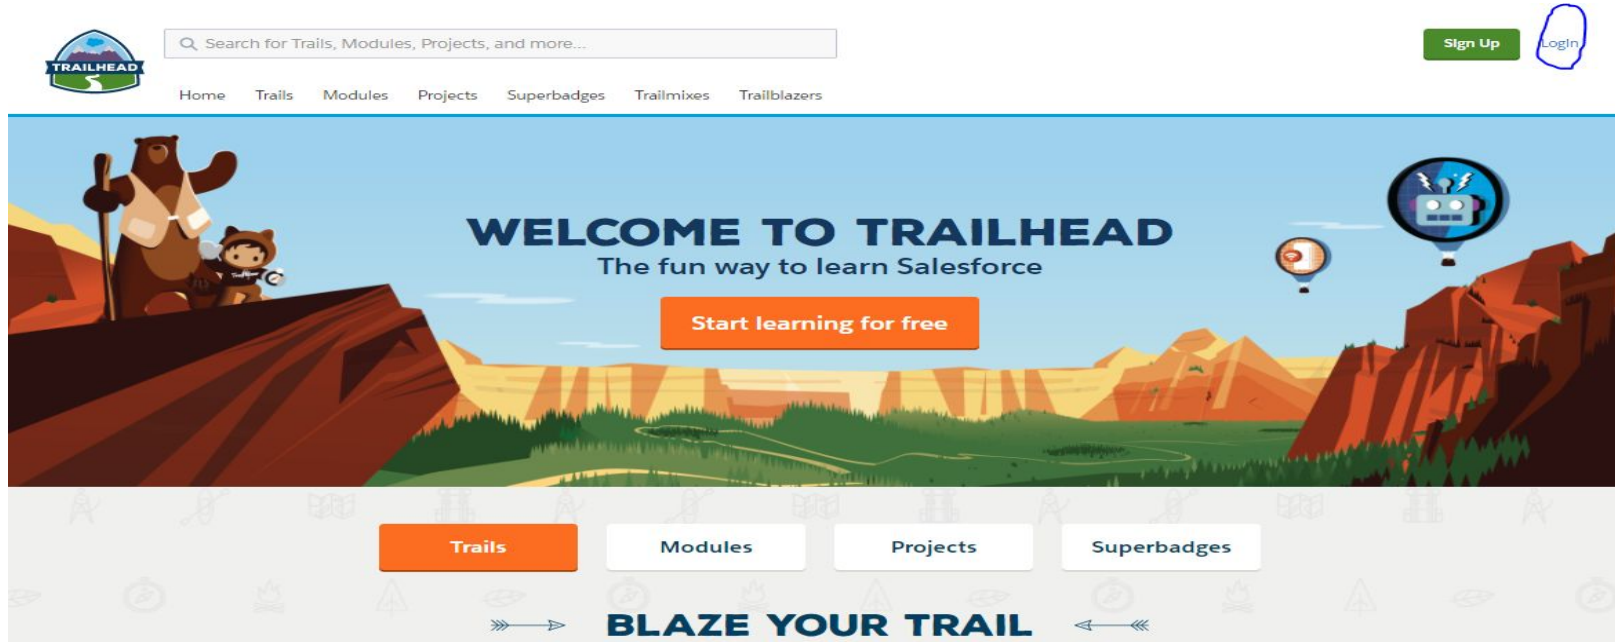 TRAILHEAD
Search for Trails, Modules, Projects, and more...
Sign Up
LogIn
Home Trails Modules Projects Superbadges Trailmixes Trailblazers
WELCOME TO TRAILHEAD
The fun way to learn Salesforce
Start learning for free
Trails Modules Projects Superbadges
BLAZE YOUR TRAIL